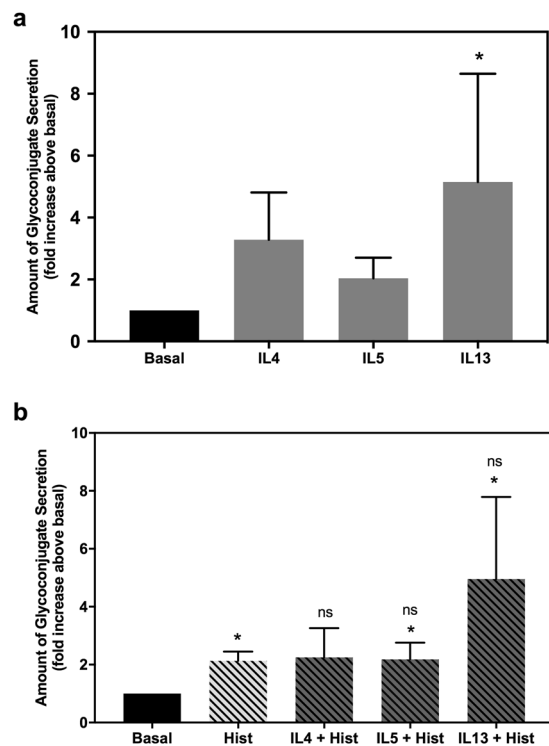 a
Amount of Glycoconjugate Secretion
(fold increase above basal)
10
8
6
4
2
0
*
Basal IL4 IL5 IL13
b
Amount of Glycoconjugate Secretion
(fold increase above basal)
10
8
6
4
2
0
*
ns
ns
*
ns
*
Basal Hist IL4 + Hist IL5 + Hist IL13 + Hist